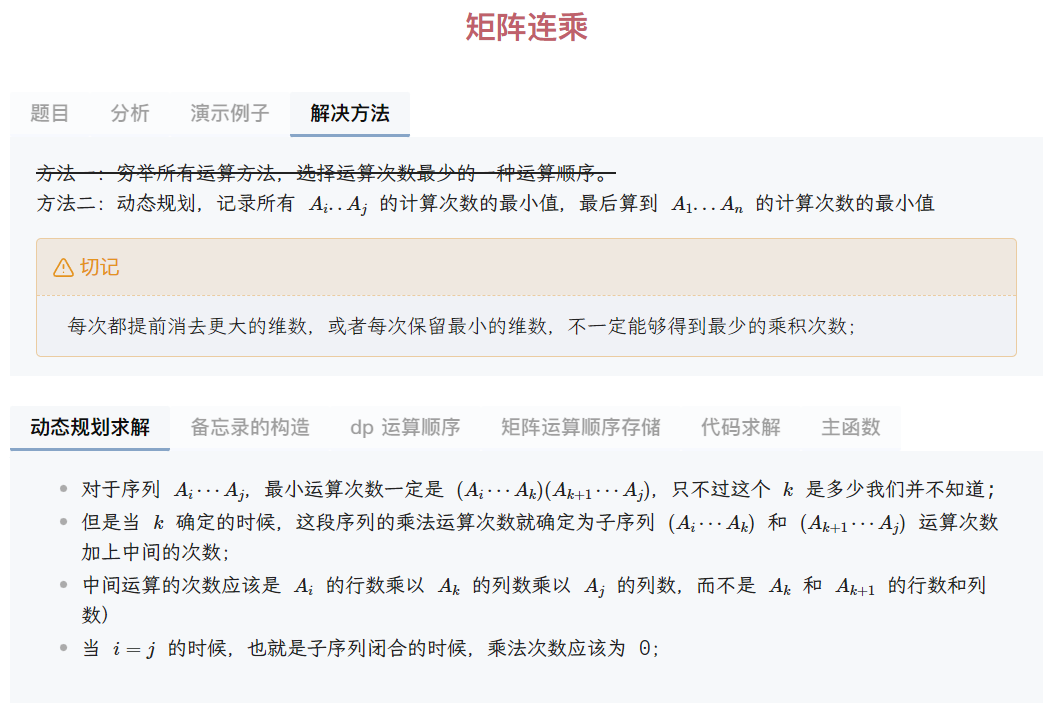 矩阵连乘
题目 分析 演示例子 解决方法
方法一：穷举所有运算方法，选择运算次数最少的一种运算顺序。
方法二：动态规划，记录所有 A_i..A_j 的计算次数的最小值，最后算到 A_1...A_n 的计算次数的最小值
切记
每次都提前消去更大的维数，或者每次保留最小的维数，不一定能够得到最少的乘积次数；
动态规划求解 备忘录的构造 dp 运算顺序 矩阵运算顺序存储 代码求解 主函数
• 对于序列 A_i⋯A_j，最小运算次数一定是 (A_i⋯A_k)(A_{k+1}⋯A_j)，只不过这个 k 是多少我们并不知道；
• 但是当 k 确定的时候，这段序列的乘法运算次数就确定为子序列 (A_i⋯A_k) 和 (A_{k+1}⋯A_j) 运算次数
加上中间的次数；
• 中间运算的次数应该是 A_i 的行数乘以 A_k 的列数乘以 A_j 的列数，而不是 A_k 和 A_{k+1} 的行数和列
数）
• 当 i = j 的时候，也就是子序列闭合的时候，乘法次数应该为 0；